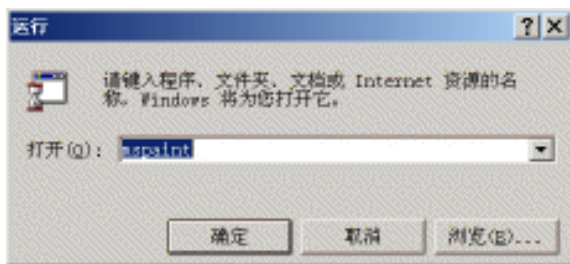 运行
请键入程序、文件夹、文档或 Internet 资源的名
称。Windows 将为您打开它。
打开(O):
mspaint
确定
取消
浏览(B)...